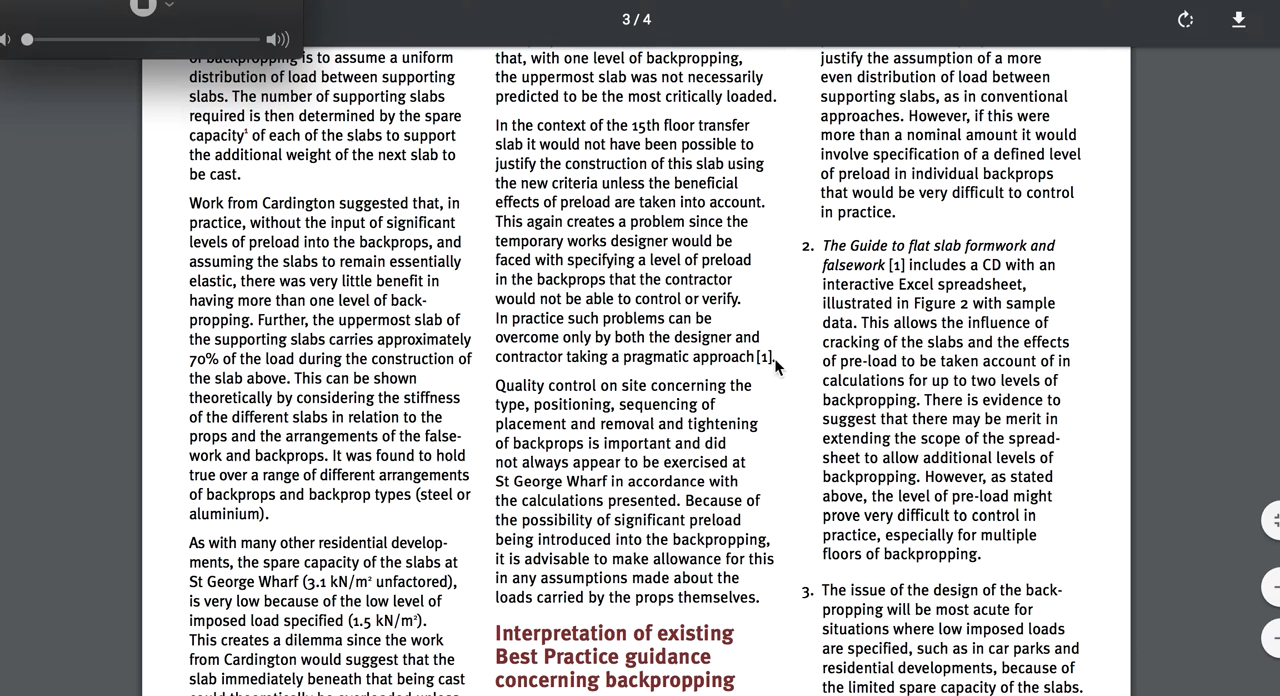 3 / 4
of backpropping is to assume a uniform
distribution of load between supporting
slabs. The number of supporting slabs
required is then determined by the spare
capacity¹ of each of the slabs to support
the additional weight of the next slab to
be cast.
Work from Cardington suggested that, in
practice, without the input of significant
levels of preload into the backprops, and
assuming the slabs to remain essentially
elastic, there was very little benefit in
having more than one level of back-
propping. Further, the uppermost slab of
the supporting slabs carries approximately
70% of the load during the construction of
the slab above. This can be shown
theoretically by considering the stiffness
of the different slabs in relation to the
props and the arrangements of the false-
work and backprops. It was found to hold
true over a range of different arrangements
of backprops and backprop types (steel or
aluminium).
As with many other residential develop-
ments, the spare capacity of the slabs at
St George Wharf (3.1 kN/m² unfactored),
is very low because of the low level of
imposed load specified (1.5 kN/m²).
This creates a dilemma since the work
from Cardington would suggest that the
slab immediately beneath that being cast
could theoretically be overloaded unless
that, with one level of backpropping,
the uppermost slab was not necessarily
predicted to be the most critically loaded.
In the context of the 15th floor transfer
slab it would not have been possible to
justify the construction of this slab using
the new criteria unless the beneficial
effects of preload are taken into account.
This again creates a problem since the
temporary works designer would be
faced with specifying a level of preload
in the backprops that the contractor
would not be able to control or verify.
In practice such problems can be
overcome only by both the designer and
contractor taking a pragmatic approach [1].
Quality control on site concerning the
type, positioning, sequencing of
placement and removal and tightening
of backprops is important and did
not always appear to be exercised at
St George Wharf in accordance with
the calculations presented. Because of
the possibility of significant preload
being introduced into the backpropping,
it is advisable to make allowance for this
in any assumptions made about the
loads carried by the props themselves.
Interpretation of existing
Best Practice guidance
concerning backpropping
justify the assumption of a more
even distribution of load between
supporting slabs, as in conventional
approaches. However, if this were
more than a nominal amount it would
involve specification of a defined level
of preload in individual backprops
that would be very difficult to control
in practice.
2. The Guide to flat slab formwork and
falsework [1] includes a CD with an
interactive Excel spreadsheet,
illustrated in Figure 2 with sample
data. This allows the influence of
cracking of the slabs and the effects
of pre-load to be taken account of in
calculations for up to two levels of
backpropping. There is evidence to
suggest that there may be merit in
extending the scope of the spread-
sheet to allow additional levels of
backpropping. However, as stated
above, the level of pre-load might
prove very difficult to control in
practice, especially for multiple
floors of backpropping.
3. The issue of the design of the back-
propping will be most acute for
situations where low imposed loads
are specified, such as in car parks and
residential developments, because of
the limited spare capacity of the slabs.